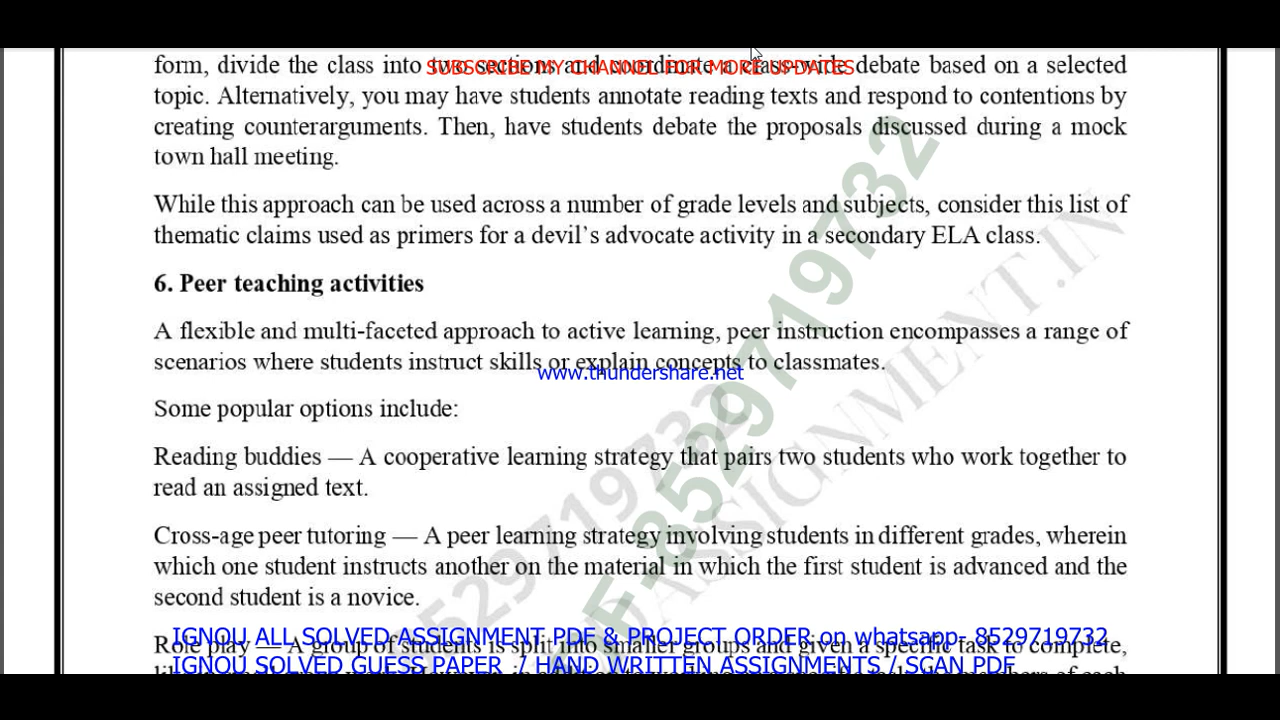 form, divide the class into two sections and coordinate a class-wide debate based on a selected
SUBSCRIBE MY CHANNEL FOR MORE UPDATES
topic. Alternatively, you may have students annotate reading texts and respond to contentions by
creating counterarguments. Then, have students debate the proposals discussed during a mock
town hall meeting.
While this approach can be used across a number of grade levels and subjects, consider this list of
thematic claims used as primers for a devil's advocate activity in a secondary ELA class.
6. Peer teaching activities
A flexible and multi-faceted approach to active learning, peer instruction encompasses a range of
scenarios where students instruct skills or explain concepts to classmates.
www.thundershare.net
Some popular options include:
Reading buddies — A cooperative learning strategy that pairs two students who work together to
read an assigned text.
Cross-age peer tutoring — A peer learning strategy involving students in different grades, wherein
which one student instructs another on the material in which the first student is advanced and the
second student is a novice.
IGNOU ALL SOLVED ASSIGNMENT PDF & PROJECT ORDER on whatsapp- 8529719732
Role play — A group of students is split into smaller groups and given a specific task to complete,
IGNOU SOLVED GUESS PAPER / HAND WRITTEN ASSIGNMENTS / SCAN PDF
8529719732
ASSIGNMENT.IN
529719732